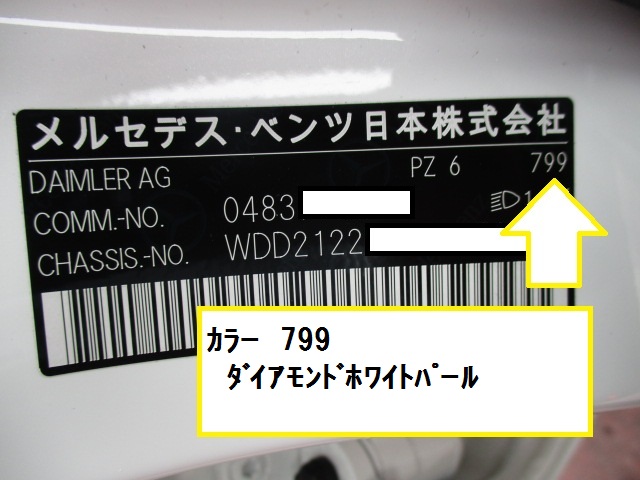 メルセデス・ベンツ日本株式会社
DAIMLER AG PZ 6 799
COMM.-NO. 0483
CHASSIS.-NO. WDD2122
ｶﾗｰ 799
ﾀﾞｲｱﾓﾝﾄﾞﾎﾜｲﾄﾊﾟｰﾙ